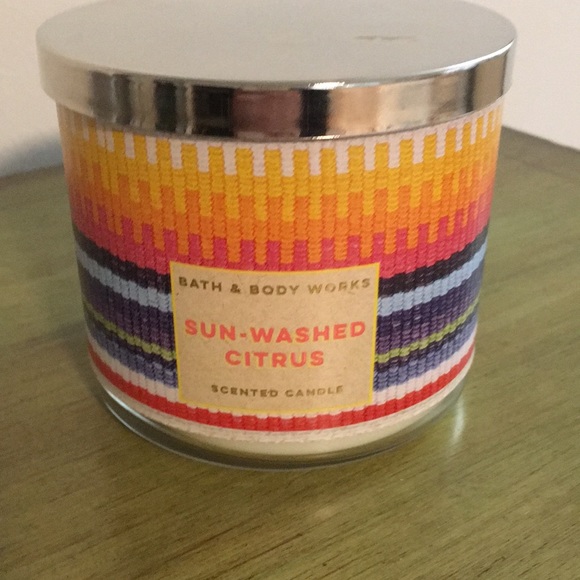 BATH & BODY WORKS
SUN-WASHED
CITRUS
SCENTED CANDLE